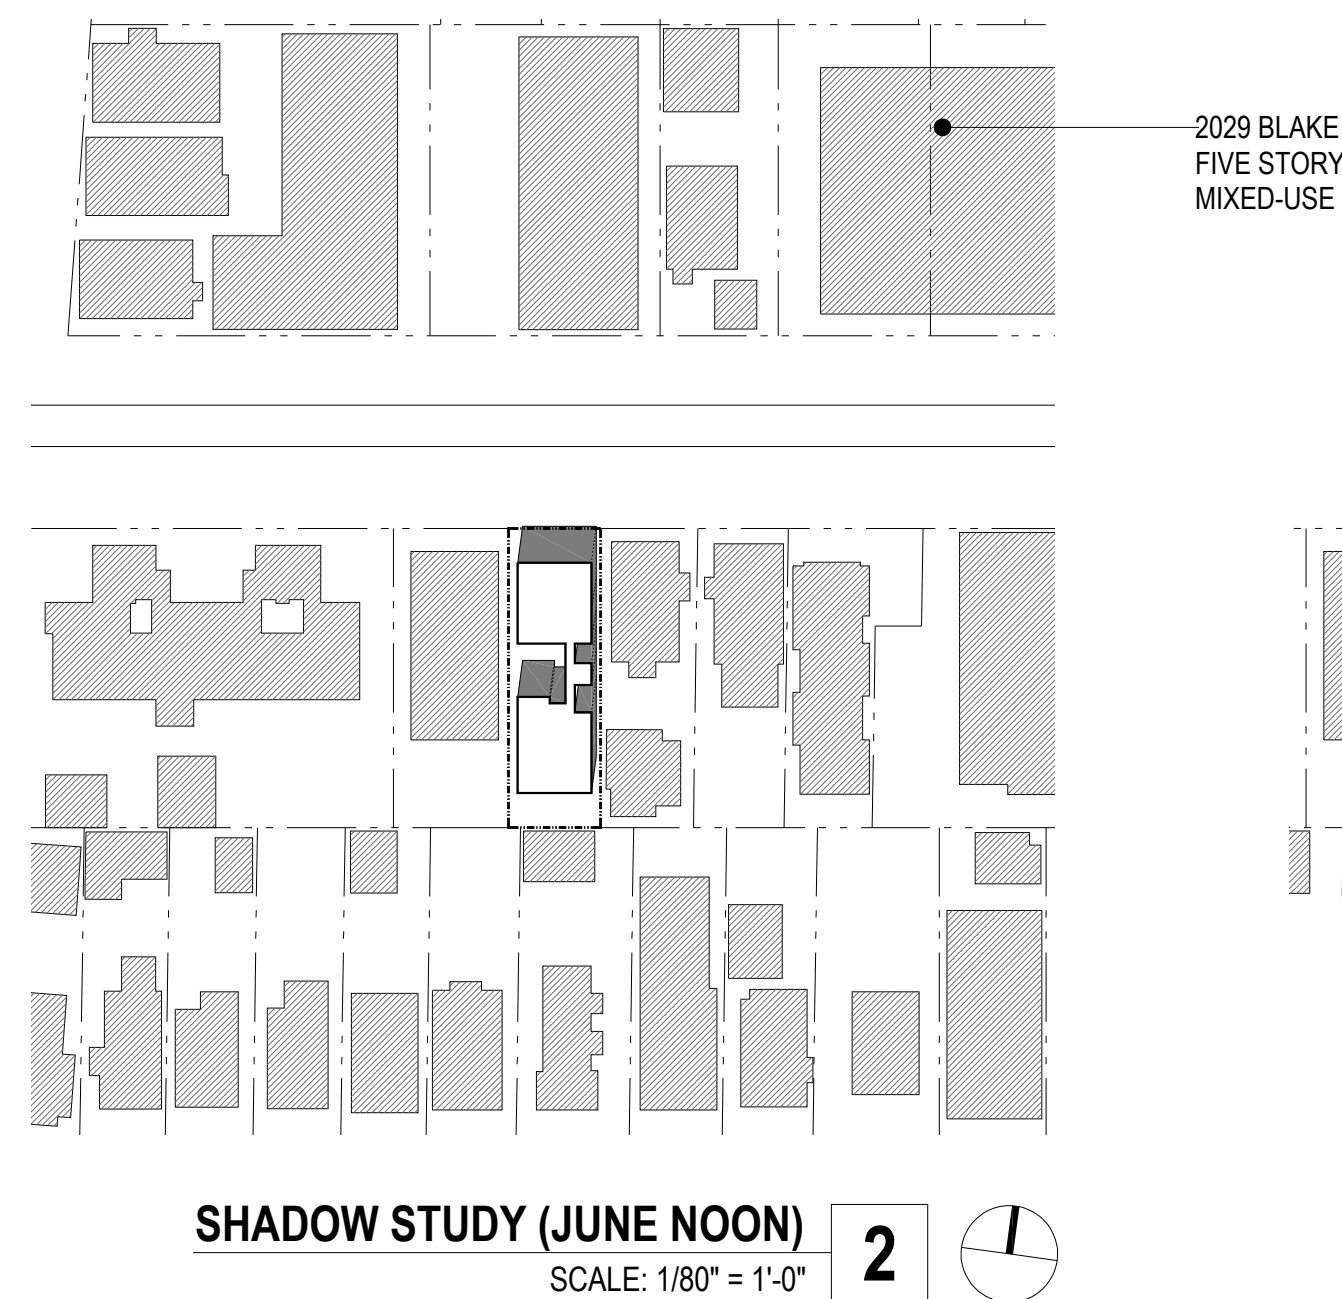 2029 BLAKE
FIVE STORY
MIXED-USE
SHADOW STUDY (JUNE NOON)
SCALE: 1/80" = 1'-0"
2